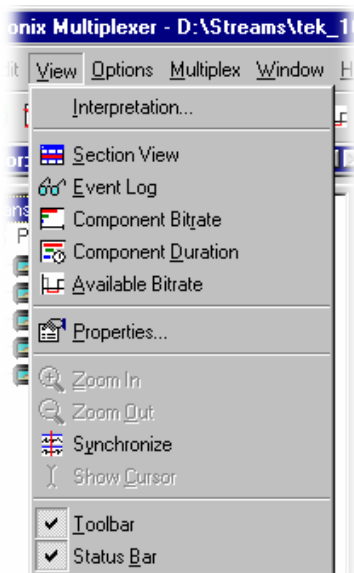 onix Multiplexer - D:\Streams\tek_1
it View Options Multiplex Window H
Interpretation...
Section View
Event Log
Component Bitrate
Component Duration
Available Bitrate
Properties...
Zoom In
Zoom Out
Synchronize
Show Cursor
Toolbar
Status Bar